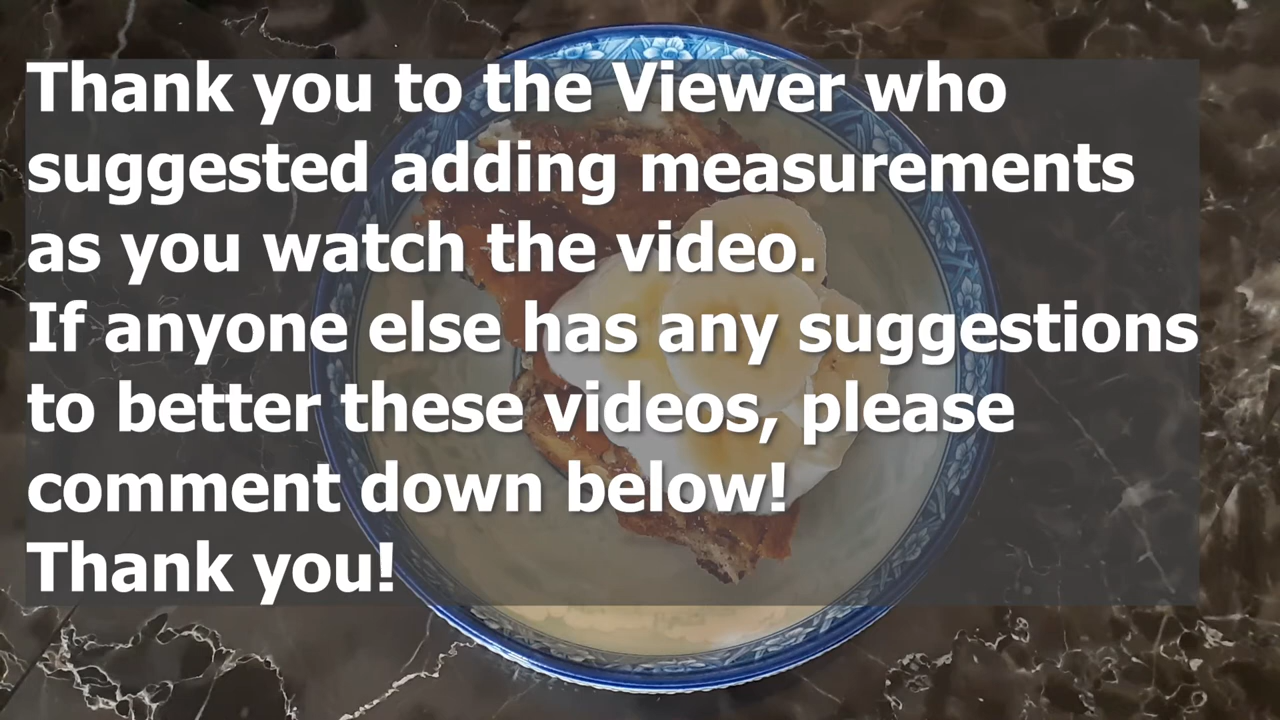 Thank you to the Viewer who
suggested adding measurements
as you watch the video.
If anyone else has any suggestions
to better these videos, please
comment down below!
Thank you!